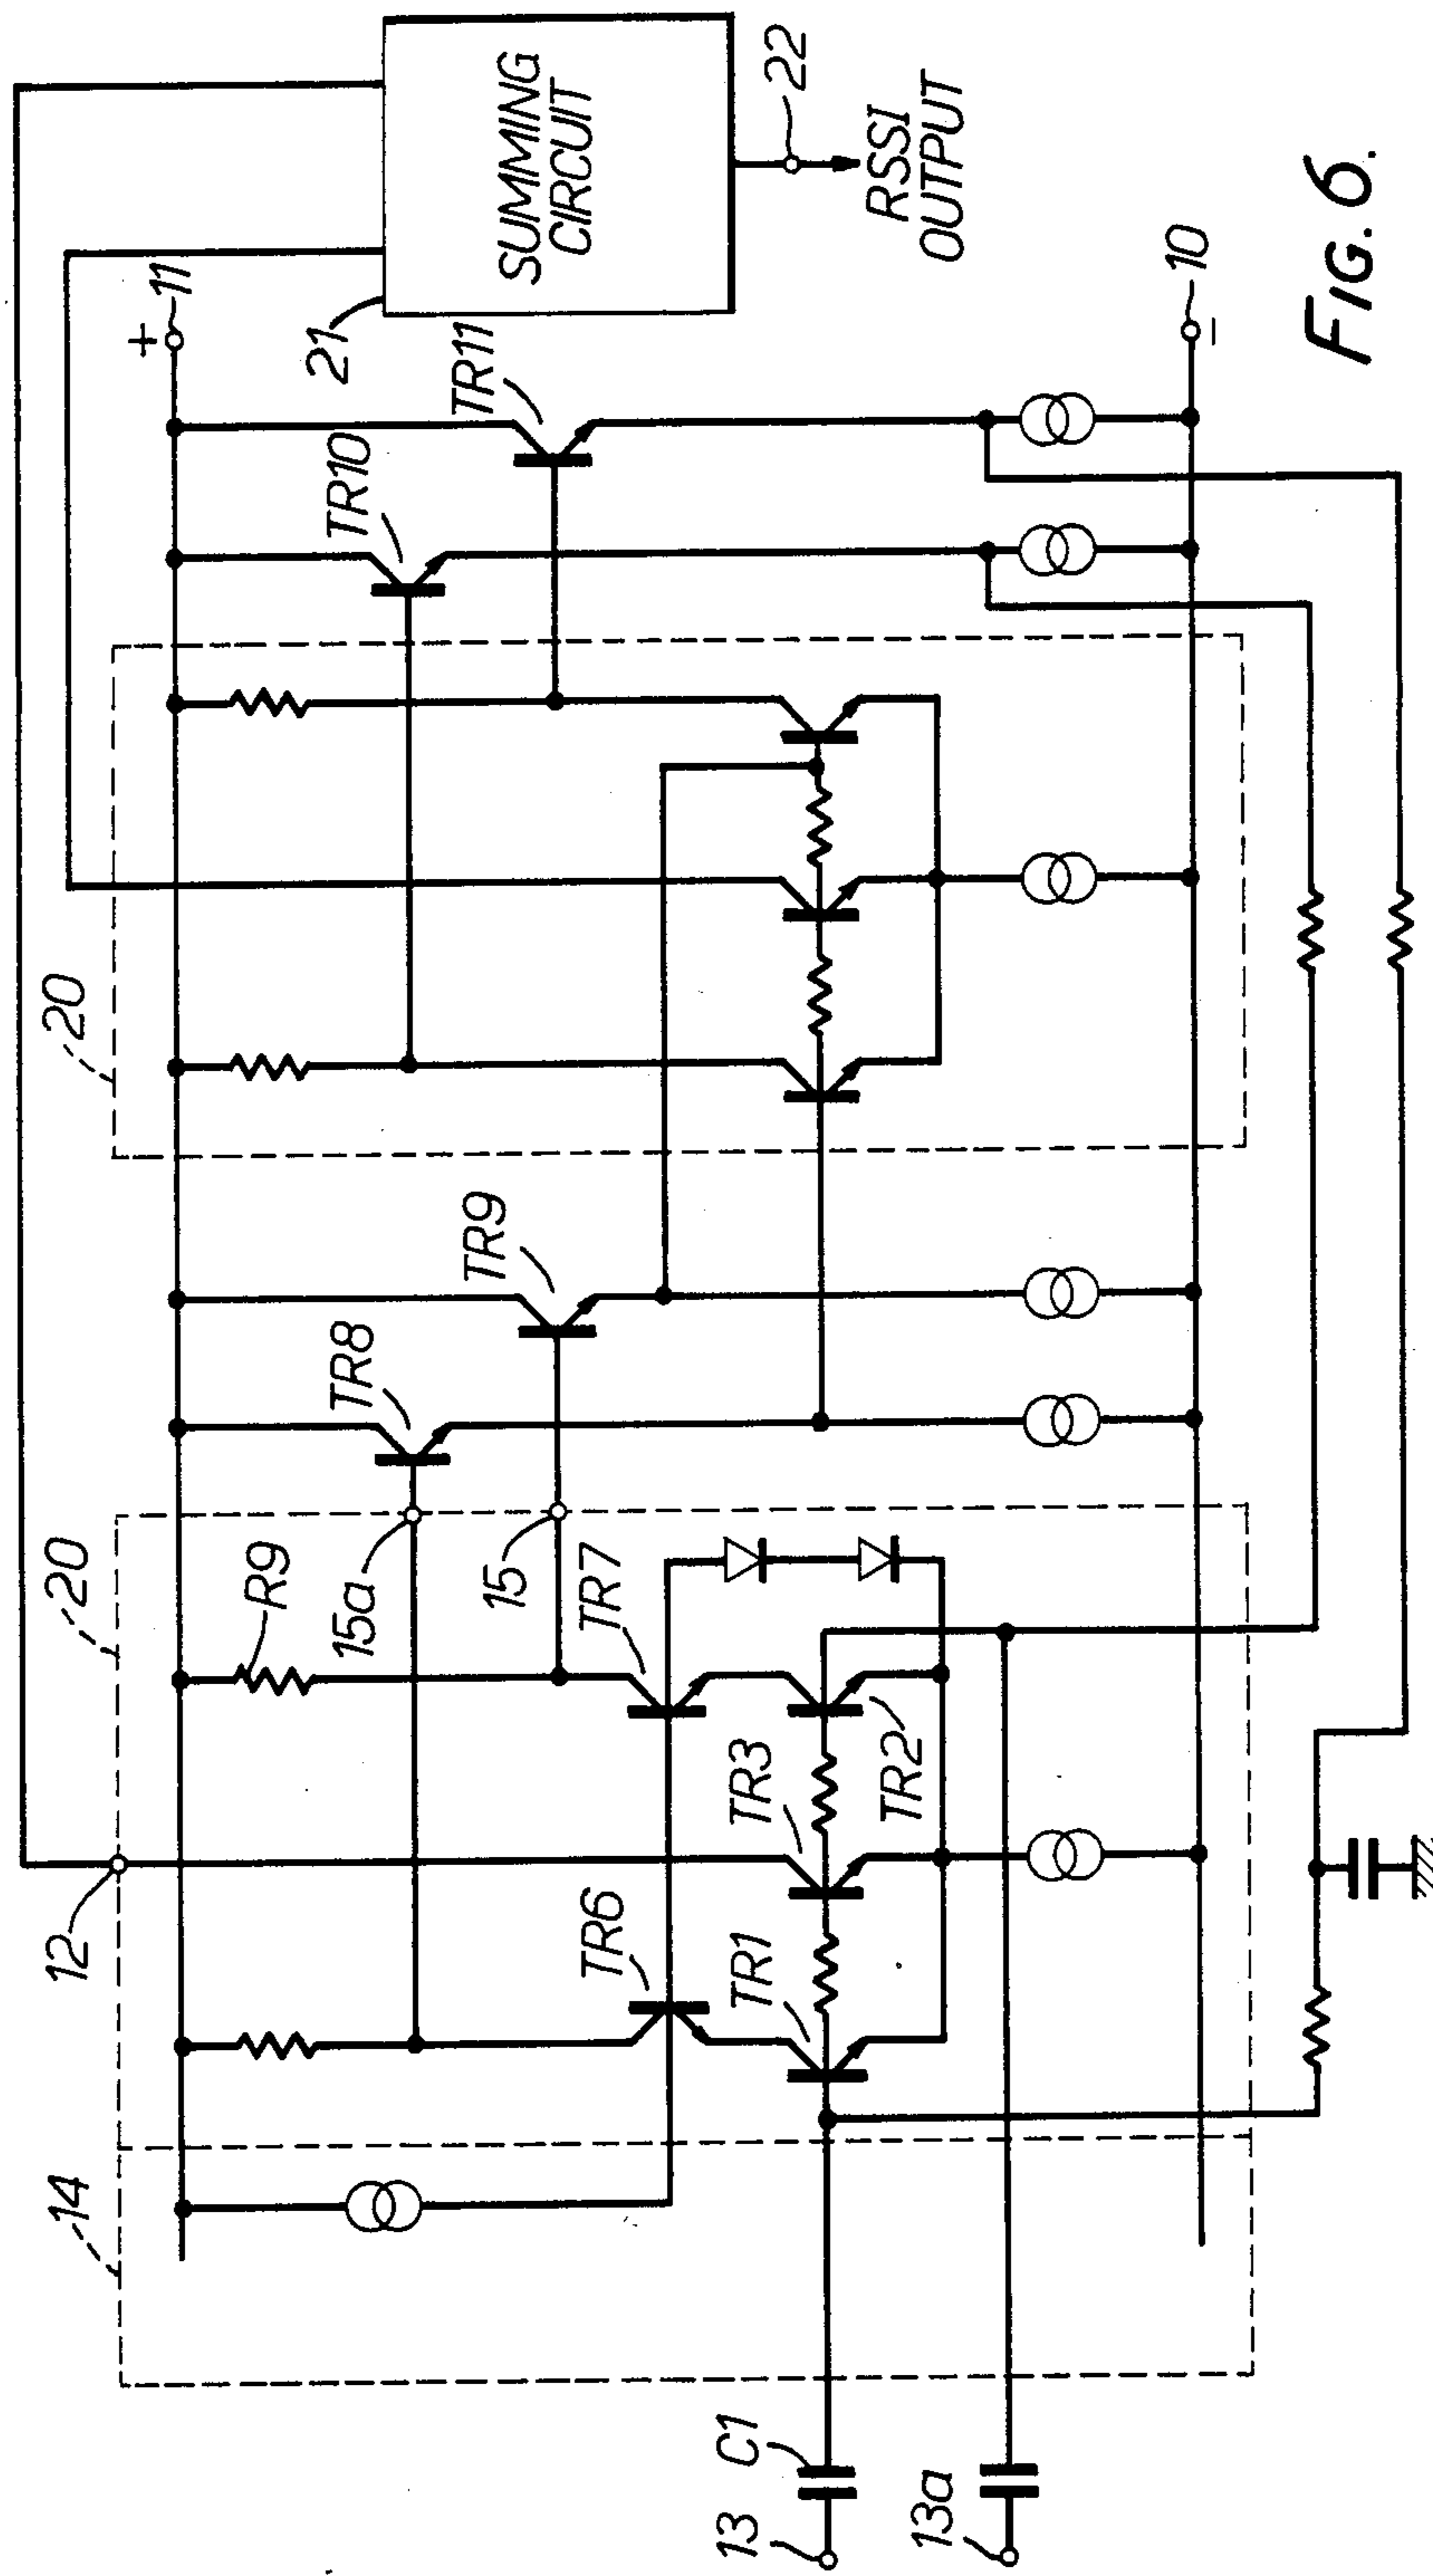 14
12
20
20
R9
15a
15
TR6
TR7
TR1
TR3
TR2
TR8
TR9
TR10
TR11
+
11
21
SUMMING
CIRCUIT
22
RSSI
OUTPUT
10
−
13
C1
13a
FIG. 6.